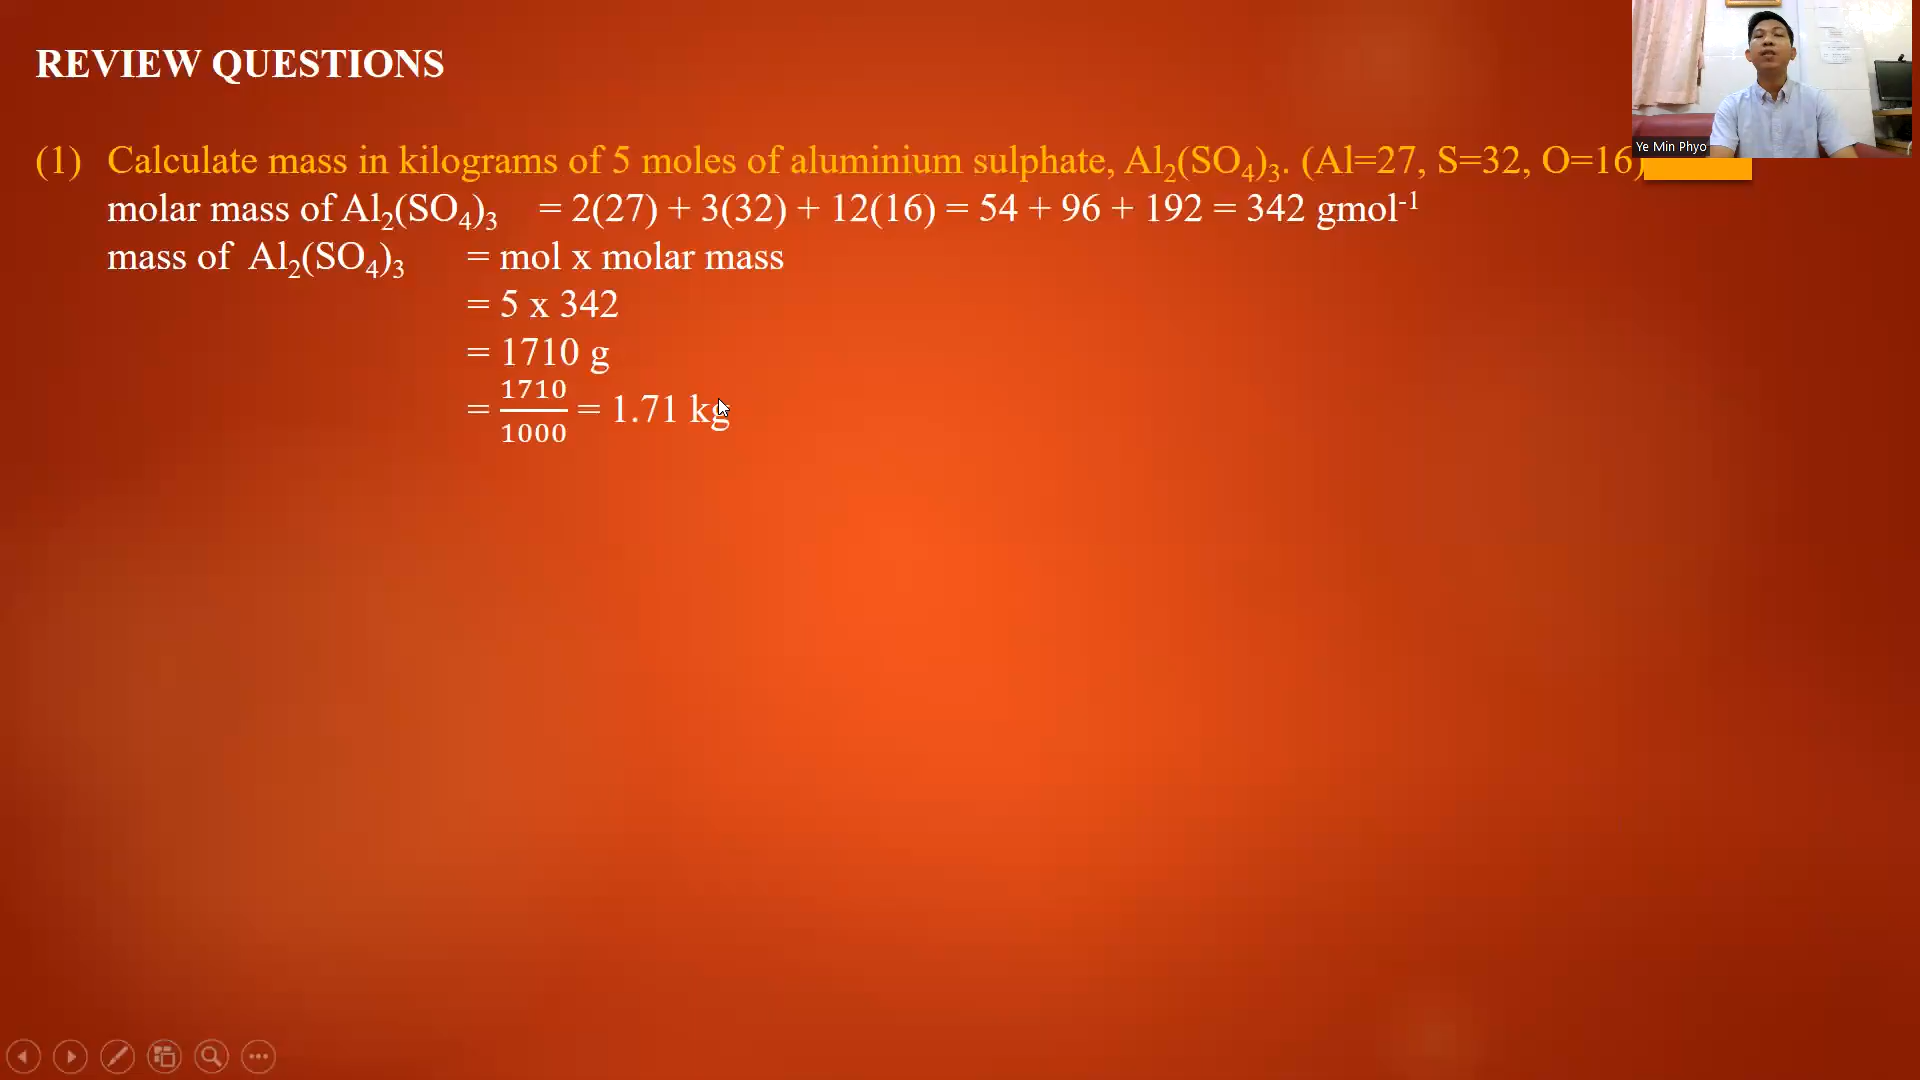 REVIEW QUESTIONS
(1) Calculate mass in kilograms of 5 moles of aluminium sulphate, Al₂(SO₄)₃. (Al=27, S=32, O=16)
molar mass of Al₂(SO₄)₃ = 2(27) + 3(32) + 12(16) = 54 + 96 + 192 = 342 gmol⁻¹
mass of Al₂(SO₄)₃ = mol x molar mass
= 5 x 342
= 1710 g
= 1710/1000 = 1.71 kg
Ye Min Phyo